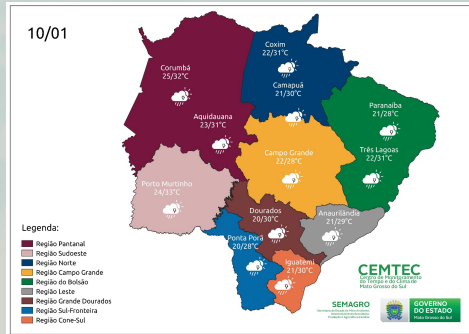 10/01
Coxim
22/31°C
Corumbá
25/32°C
Camapuã
21/30°C
Paranaíba
21/28°C
Aquidauana
23/31°C
Campo Grande
22/28°C
Três Lagoas
22/31°C
Porto Murtinho
24/33°C
Dourados
20/30°C
Anaurilândia
21/29°C
Ponta Porã
20/28°C
Iguatemi
21/30°C
Legenda:
Região Pantanal
Região Sudoeste
Região Norte
Região Campo Grande
Região do Bolsão
Região Leste
Região Grande Dourados
Região Sul-Fronteira
Região Cone-Sul
CEMTEC
Centro de Monitoramento
do Tempo e do Clima de
Mato Grosso do Sul
SEMAGRO
GOVERNO
DO ESTADO
Mato Grosso do Sul